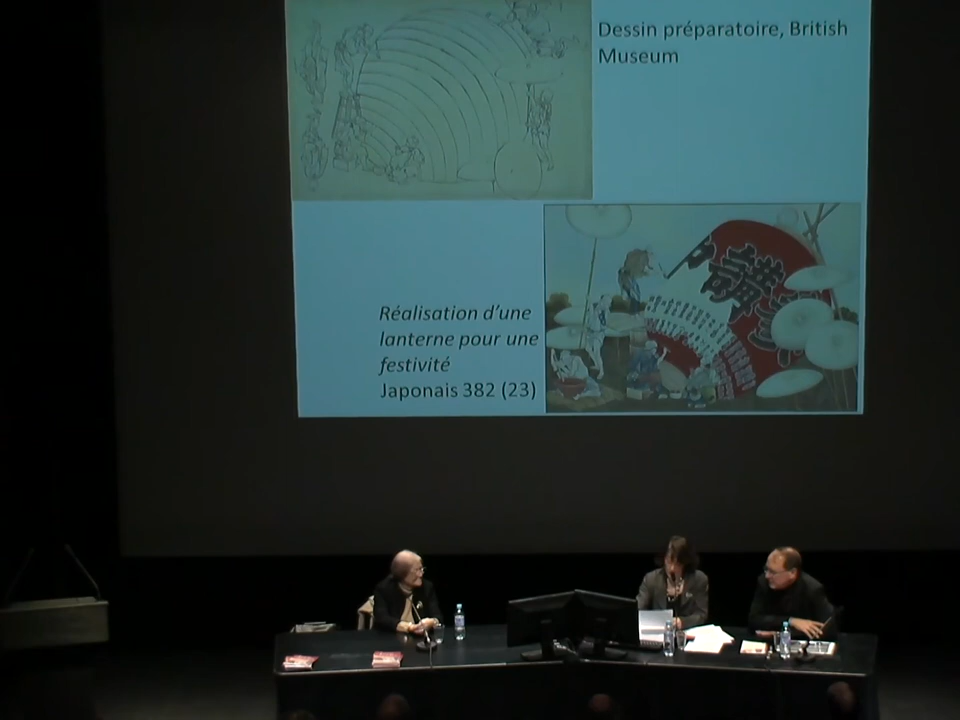 Dessin préparatoire, British
Museum
Réalisation d'une
lanterne pour une
festivité
Japonais 382 (23)